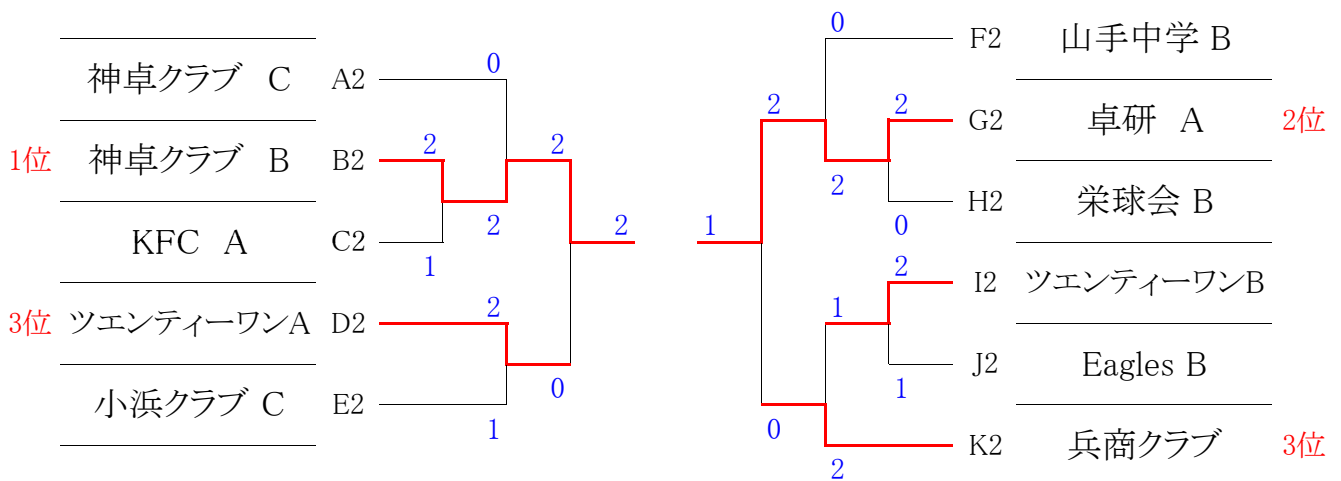 0
神卓クラブ C A2
2 2
1位 神卓クラブ B B2
2 2
KFC A C2
1
2
3位 ツエンティーワンA D2
0
小浜クラブ C E2
1
0
F2 山手中学 B
2 2
G2 卓研 A 2位
2
H2 栄球会 B
1 0
2
I2 ツエンティーワンB
1
J2 Eagles B
1
0
K2 兵商クラブ 3位
2